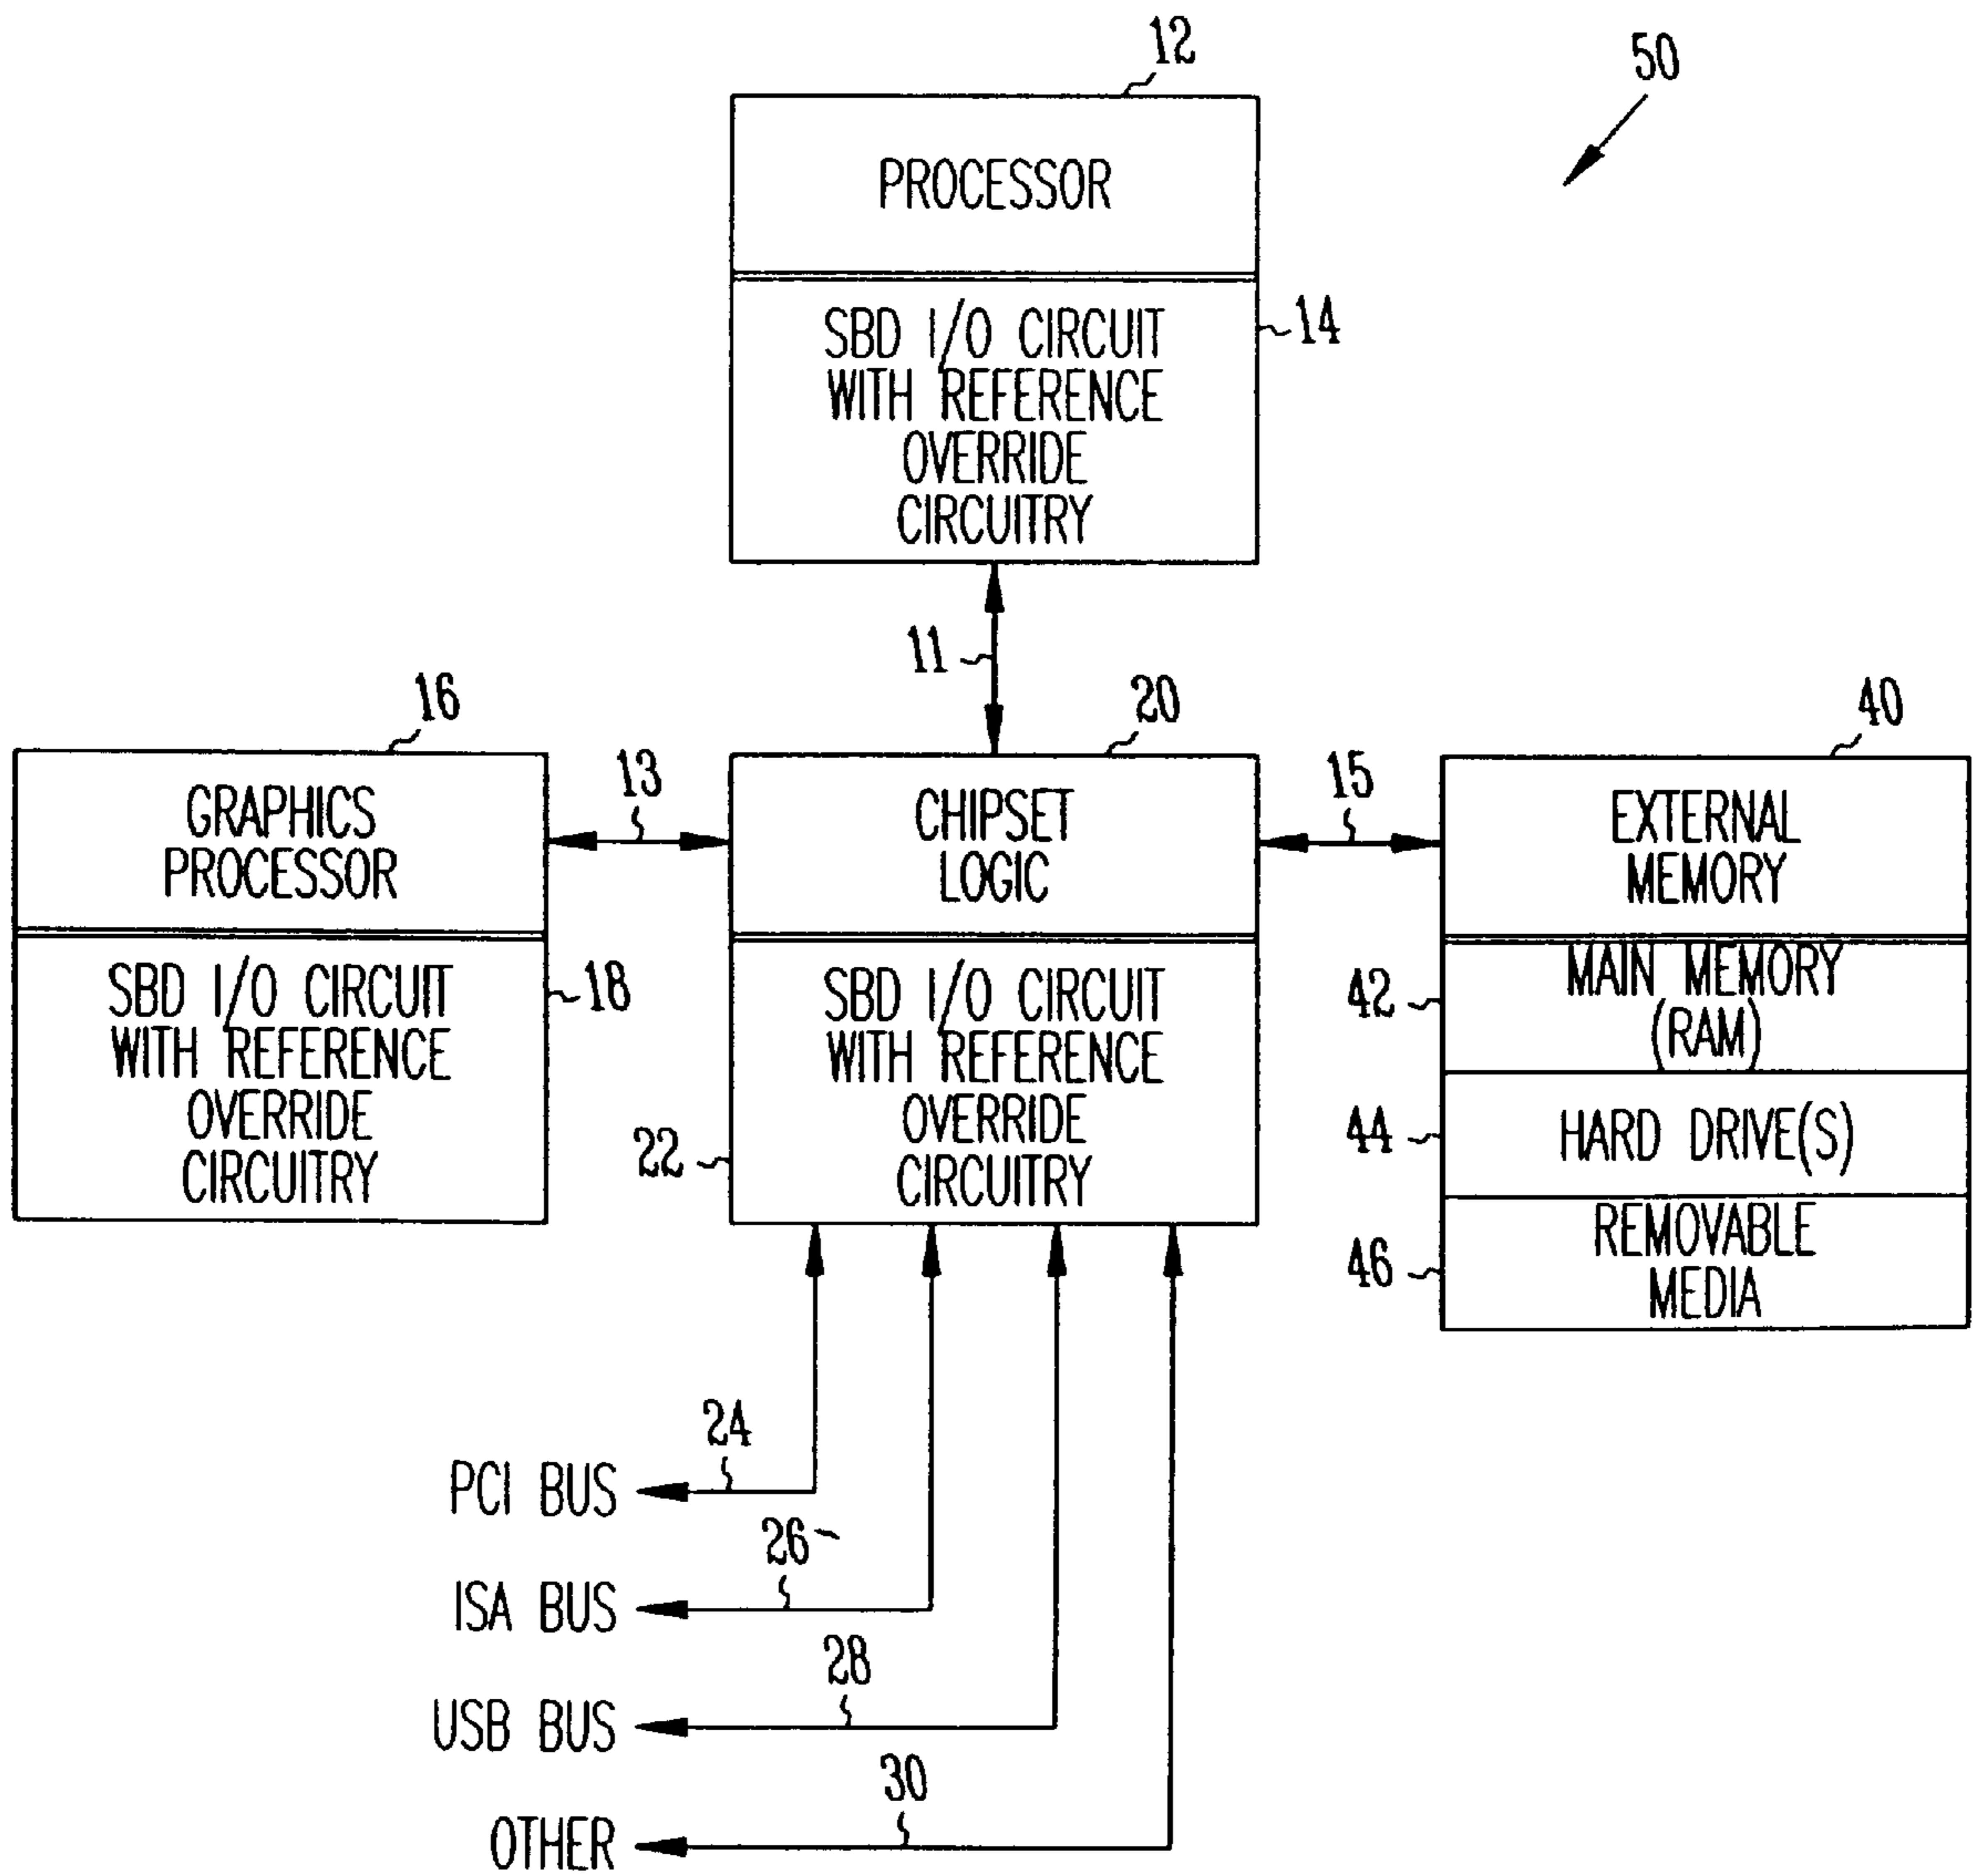 12
50
PROCESSOR
SBD I/O CIRCUIT
WITH REFERENCE
OVERRIDE
CIRCUITRY
14
11
16
GRAPHICS
PROCESSOR
SBD I/O CIRCUIT
WITH REFERENCE
OVERRIDE
CIRCUITRY
18
13
20
CHIPSET
LOGIC
SBD I/O CIRCUIT
WITH REFERENCE
OVERRIDE
CIRCUITRY
22
15
40
EXTERNAL
MEMORY
MAIN MEMORY
(RAM)
42
HARD DRIVE(S)
44
REMOVABLE
MEDIA
46
24
PCI BUS
26
ISA BUS
28
USB BUS
30
OTHER